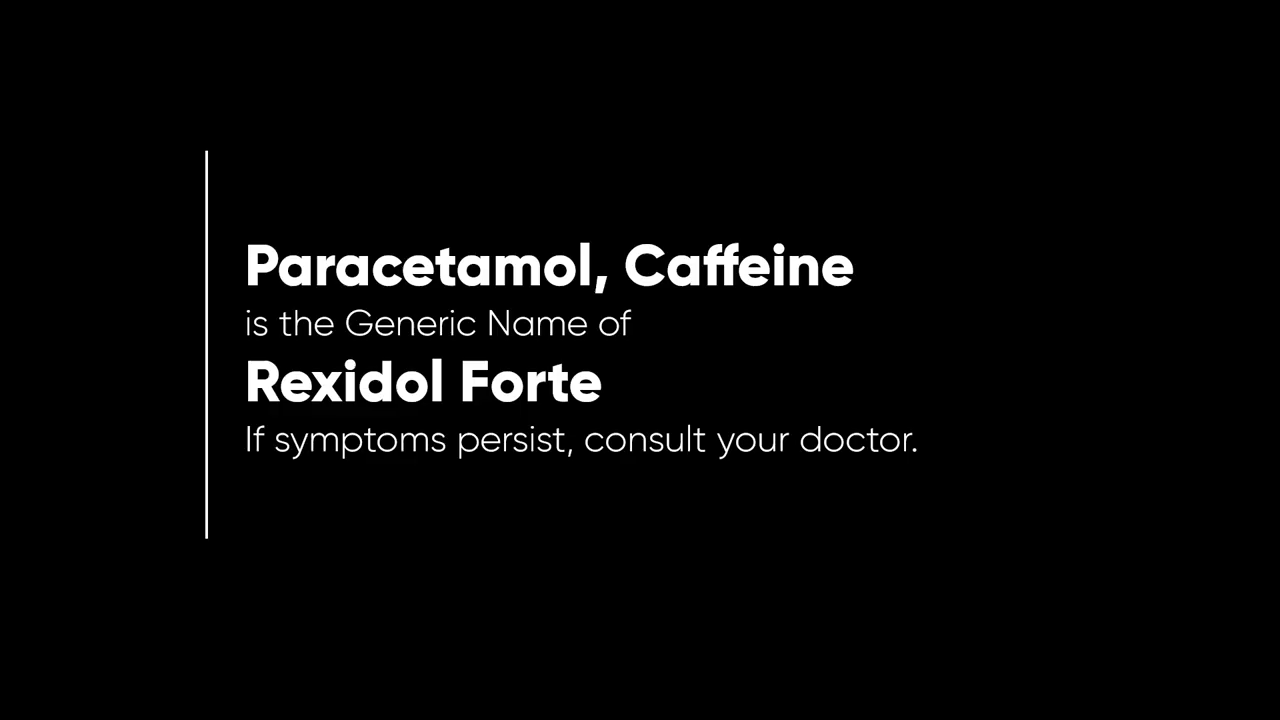 Paracetamol, Caffeine
is the Generic Name of
Rexidol Forte
If symptoms persist, consult your doctor.